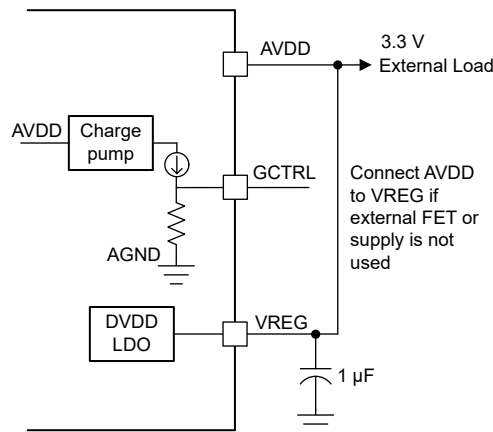 AVDD
3.3 V
External Load
AVDD
Charge
pump
GCTRL
AGND
Connect AVDD
to VREG if
external FET or
supply is not
used
DVDD
LDO
VREG
1 µF